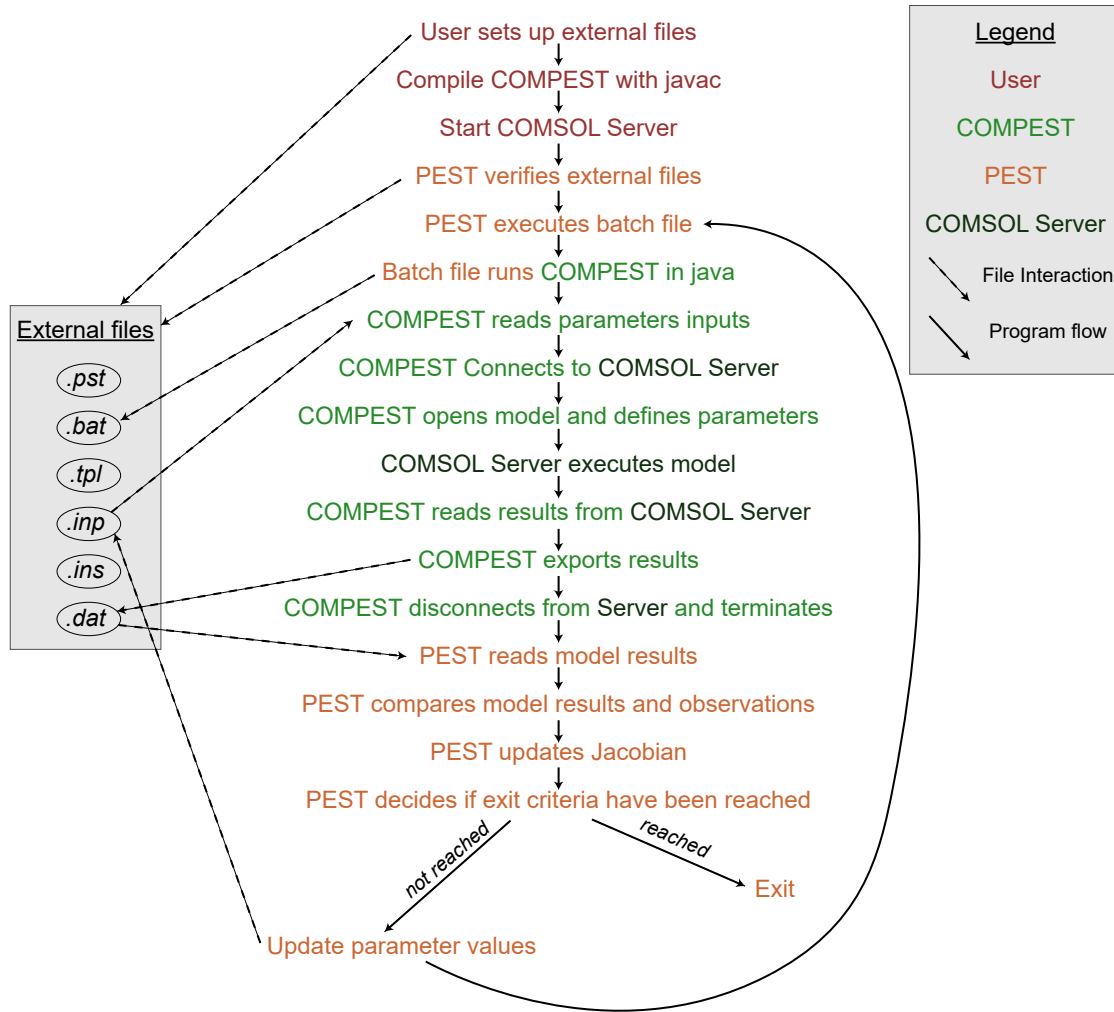 User sets up external files
Compile COMPEST with javac
Start COMSOL Server
PEST verifies external files
PEST executes batch file
Batch file runs COMPEST in java
COMPEST reads parameters inputs
COMPEST Connects to COMSOL Server
COMPEST opens model and defines parameters
COMSOL Server executes model
COMPEST reads results from COMSOL Server
COMPEST exports results
COMPEST disconnects from Server and terminates
PEST reads model results
PEST compares model results and observations
PEST updates Jacobian
PEST decides if exit criteria have been reached
not reached
reached
Exit
Update parameter values
External files
.pst
.bat
.tpl
.inp
.ins
.dat
Legend
User
COMPEST
PEST
COMSOL Server
File Interaction
Program flow